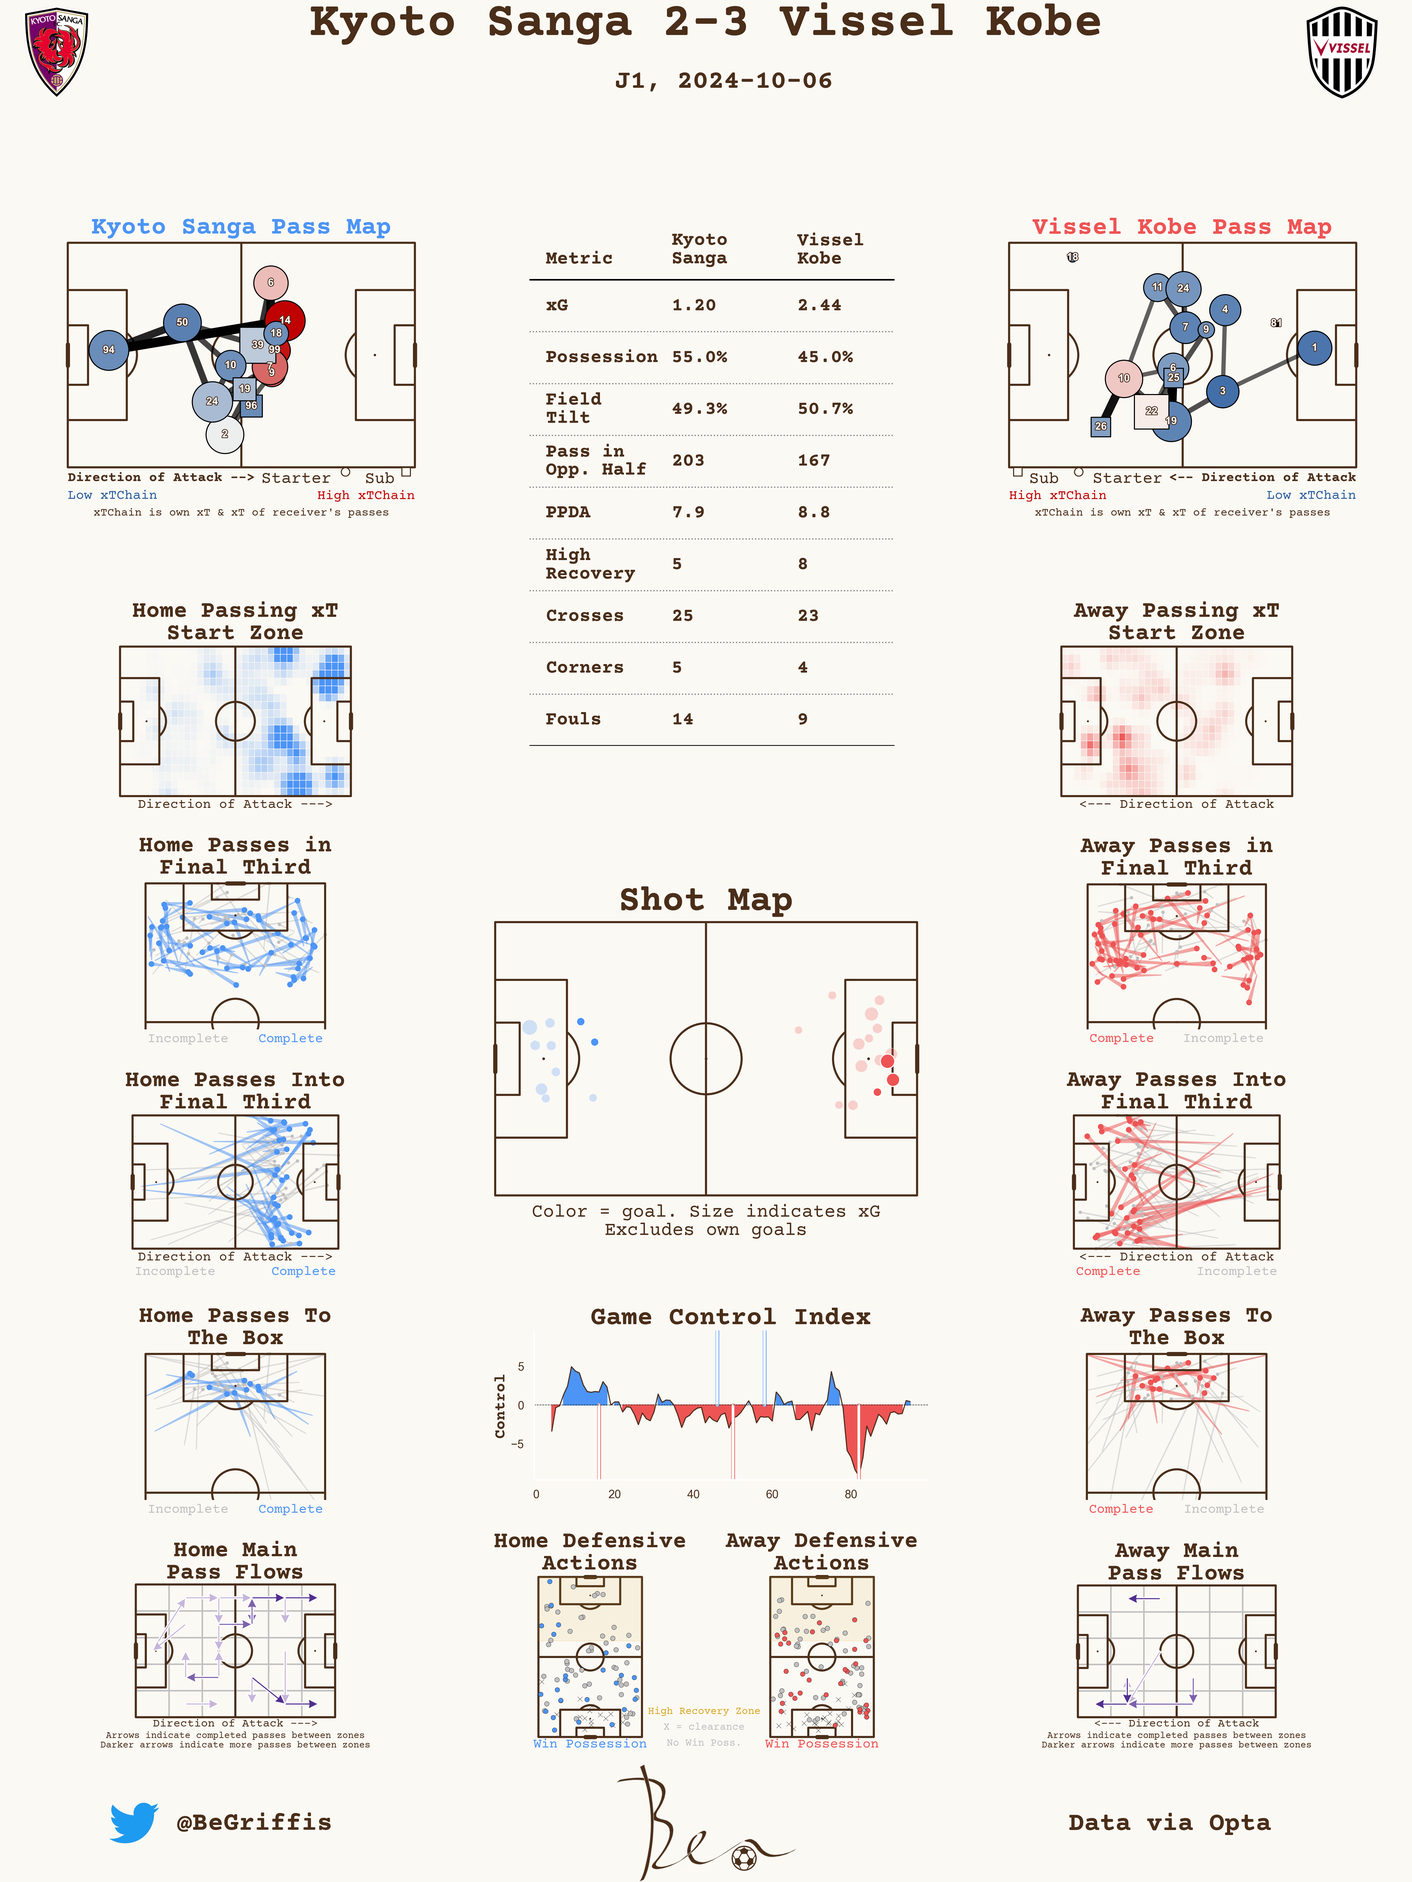 Kyoto Sanga 2-3 Vissel Kobe
J1, 2024-10-06
KYOTO SANGA
VISSEL
Kyoto Sanga Pass Map
6
50
14
18
94
39
99
10
7
9
19
24
96
2
Direction of Attack --> Starter Sub
Low xTChain High xTChain
xTChain is own xT & xT of receiver's passes
Metric Kyoto Sanga Vissel Kobe
xG 1.20 2.44
Possession 55.0% 45.0%
Field Tilt 49.3% 50.7%
Pass in Opp. Half 203 167
PPDA 7.9 8.8
High Recovery 5 8
Crosses 25 23
Corners 5 4
Fouls 14 9
Vissel Kobe Pass Map
18
11
24
4
7
9
81
1
6
10
25
3
22
19
26
Sub Starter <-- Direction of Attack
High xTChain Low xTChain
xTChain is own xT & xT of receiver's passes
Home Passing xT
Start Zone
Direction of Attack --->
Away Passing xT
Start Zone
<--- Direction of Attack
Home Passes in
Final Third
Incomplete Complete
Shot Map
Color = goal. Size indicates xG
Excludes own goals
Away Passes in
Final Third
Complete Incomplete
Home Passes Into
Final Third
Direction of Attack --->
Incomplete Complete
Away Passes Into
Final Third
<--- Direction of Attack
Complete Incomplete
Home Passes To
The Box
Incomplete Complete
Game Control Index
Control
5
0
−5
0 20 40 60 80
Away Passes To
The Box
Complete Incomplete
Home Main
Pass Flows
Direction of Attack --->
Arrows indicate completed passes between zones
Darker arrows indicate more passes between zones
Home Defensive
Actions
Win Possession
Away Defensive
Actions
Win Possession
High Recovery Zone
X = clearance
No Win Poss.
Away Main
Pass Flows
<--- Direction of Attack
Arrows indicate completed passes between zones
Darker arrows indicate more passes between zones
@BeGriffis
Ben
Data via Opta